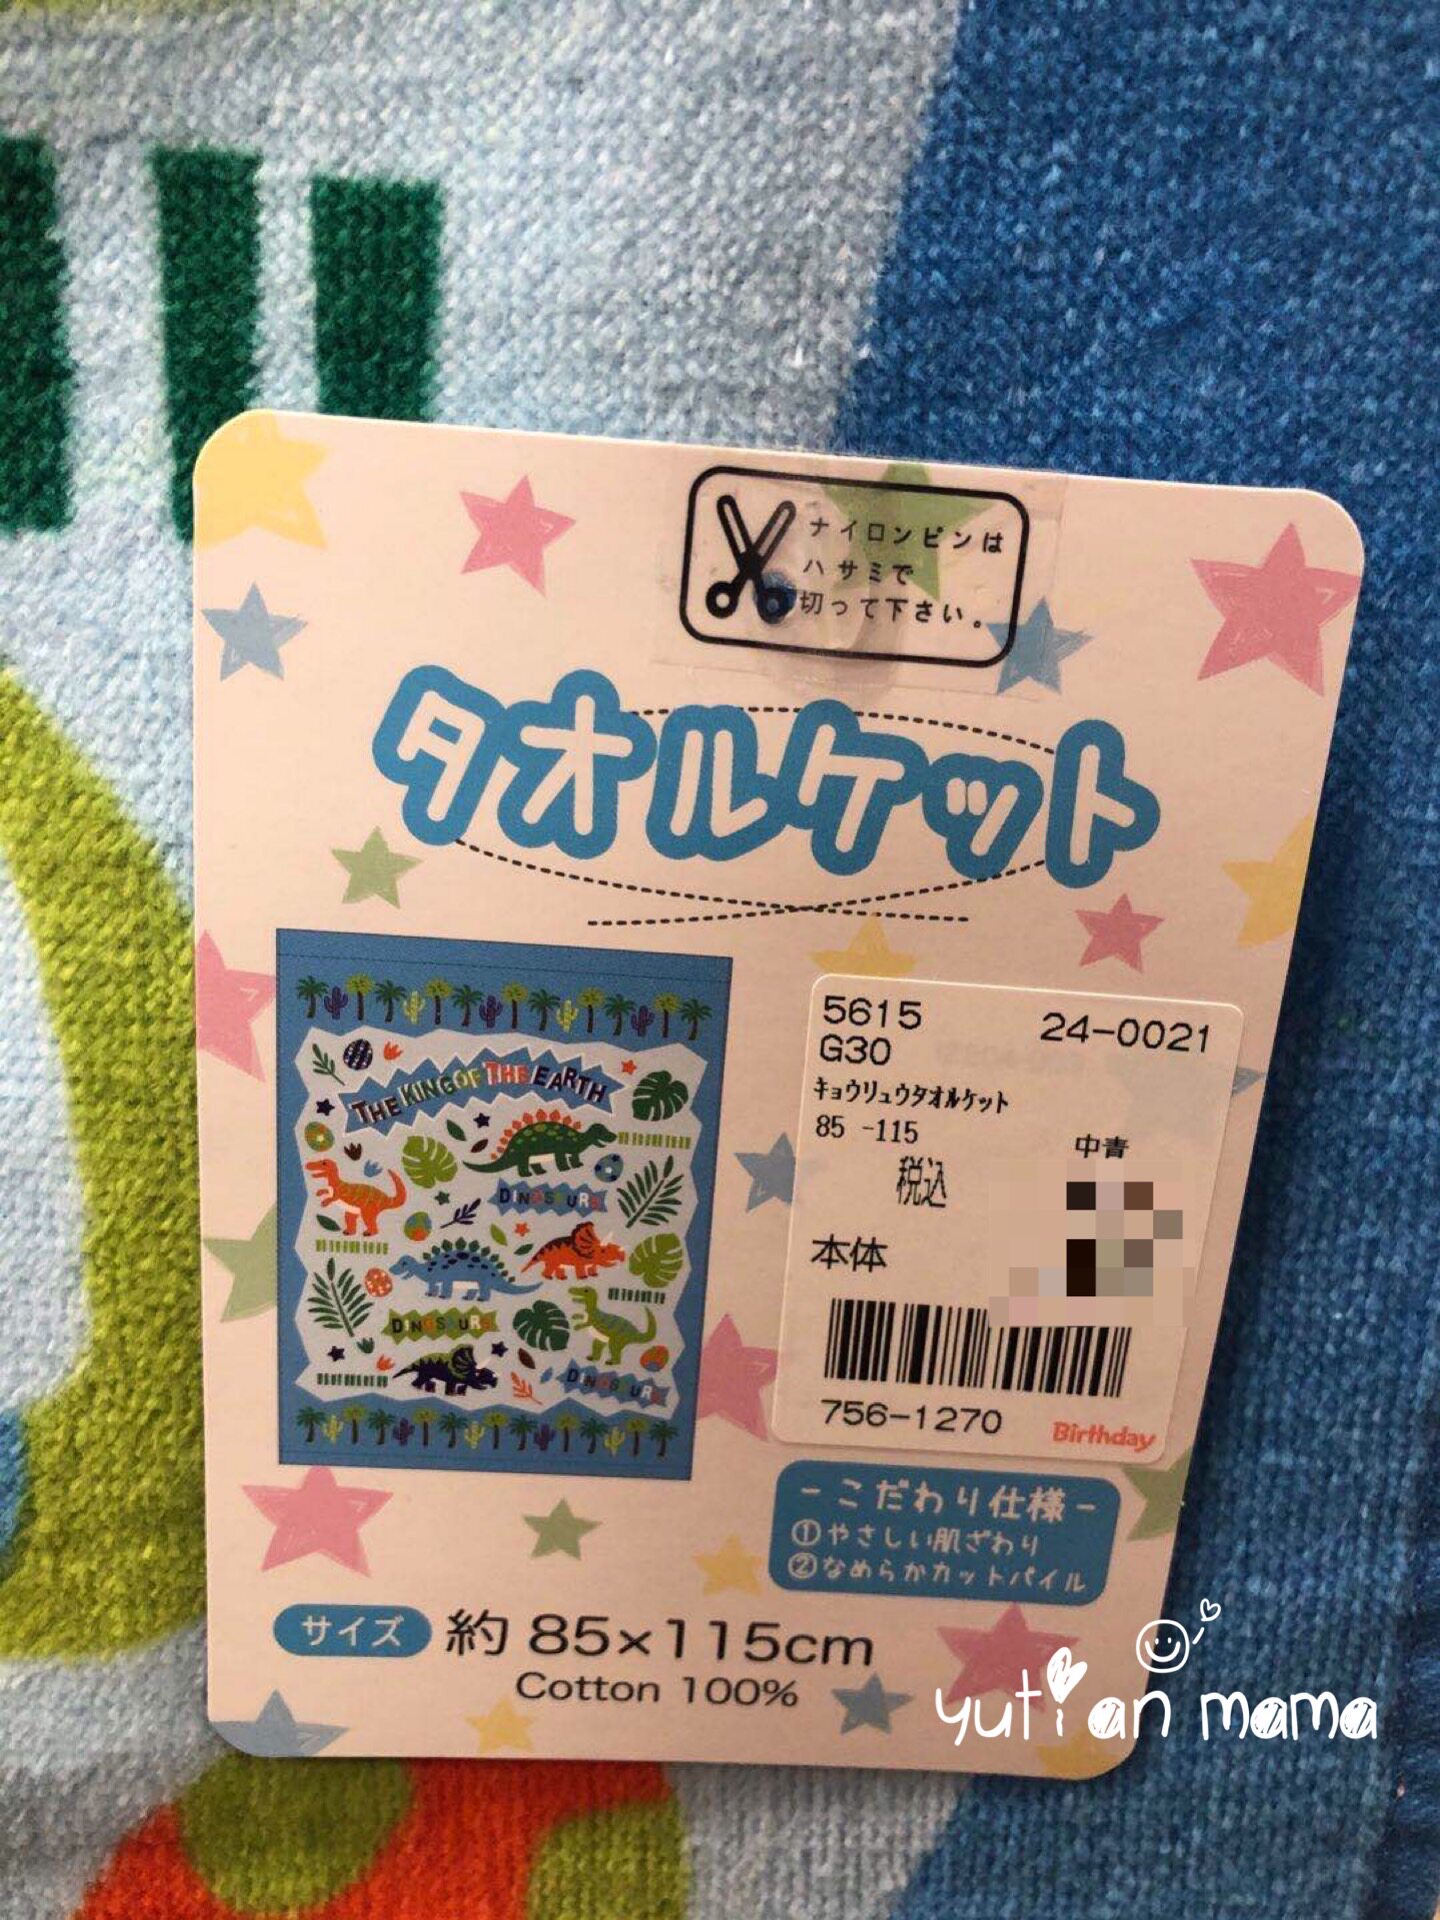 ナイロンピンは
ハサミで
切って下さい。
タオルケット
THE KING OF THE EARTH
DINOSAURS
DINOSAURS
DINOSAURS
5615 24-0021
G30
キョウリュウタオルケット
85 -115
中青
税込
本体
756-1270 Birthday
-こだわり仕様-
①やさしい肌ざわり
②なめらかカットパイル
サイズ 約 85×115cm
Cotton 100%
yutian mama